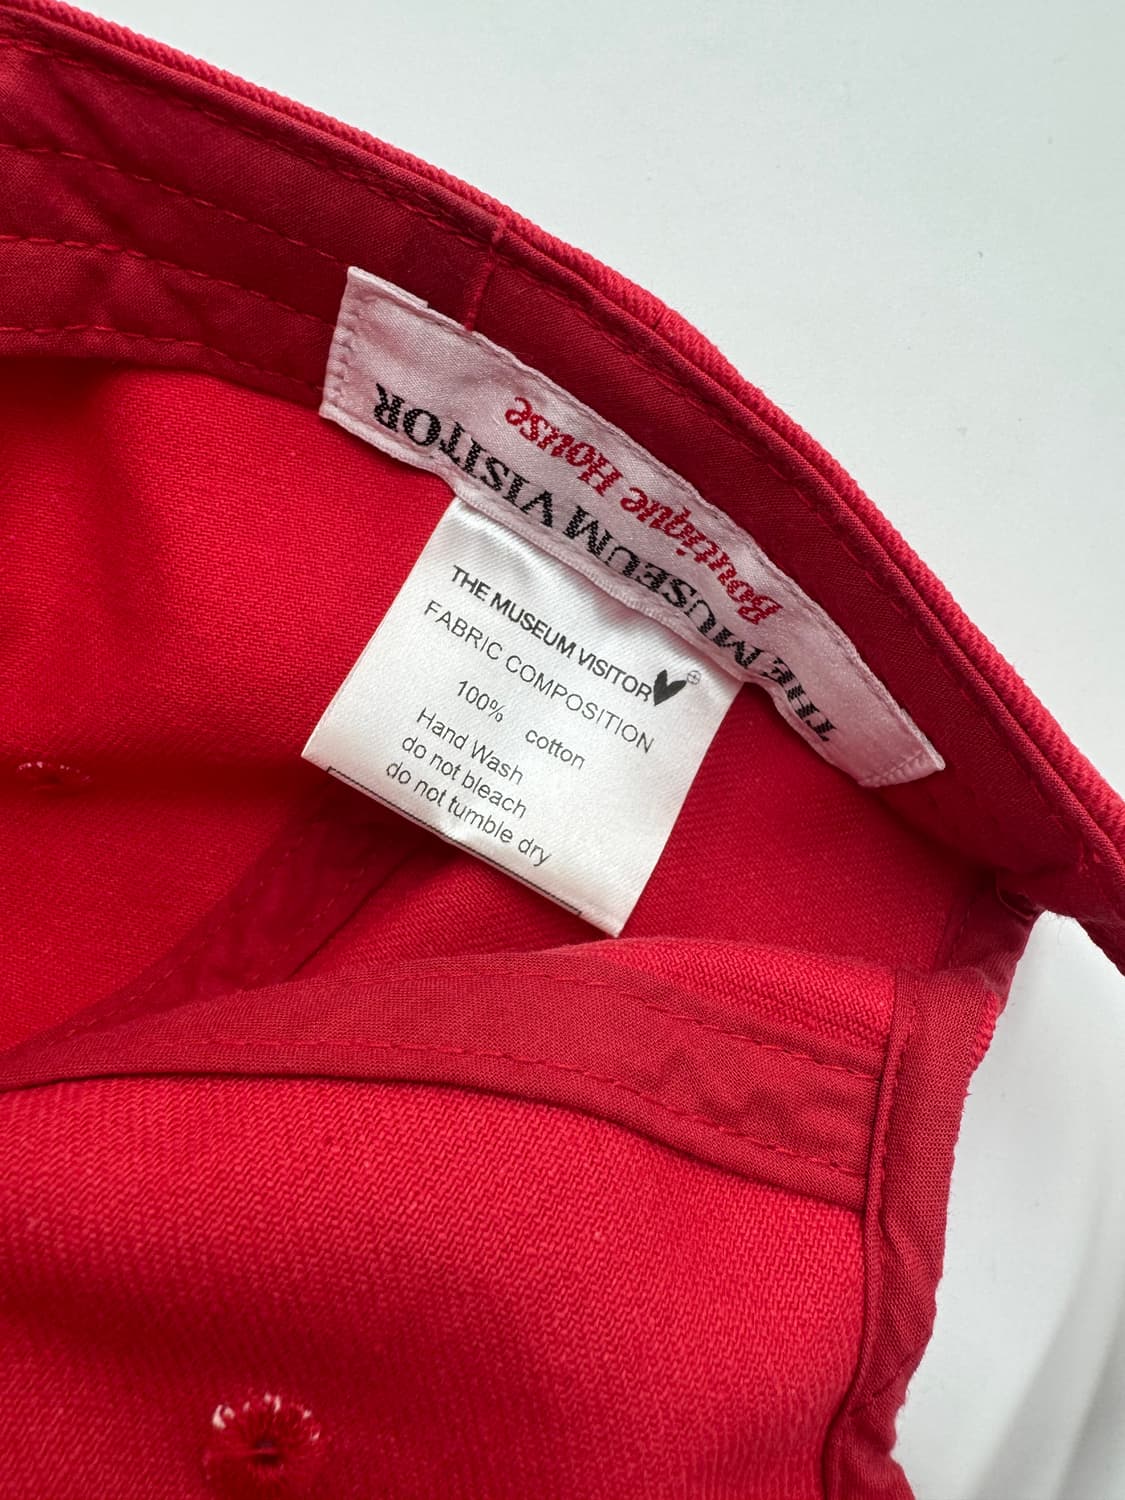 THE MUSEUM VISITOR
Boutique House
THE MUSEUM VISITOR
FABRIC COMPOSITION
100% cotton
Hand Wash
do not bleach
do not tumble dry